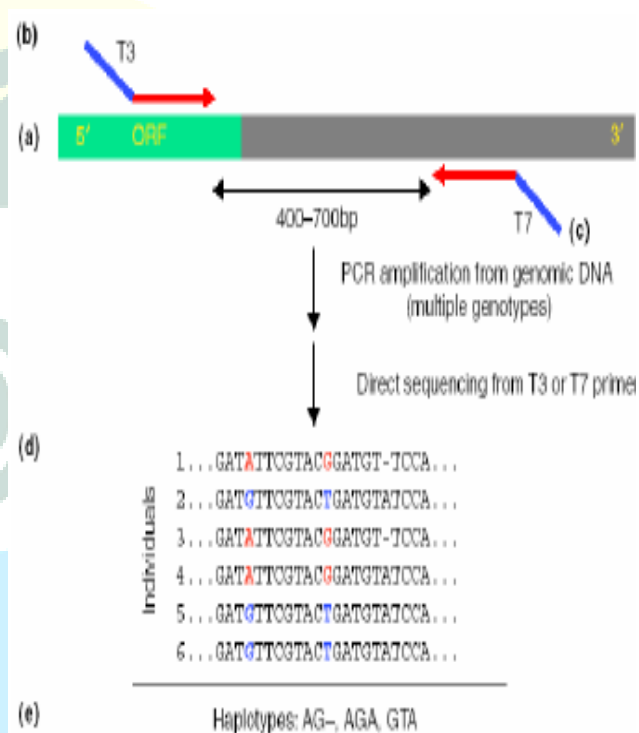 (b)
T3
(a)
5' ORF 3'
400–700bp
T7 (c)
PCR amplification from genomic DNA
(multiple genotypes)
Direct sequencing from T3 or T7 primer
(d)
Individuals
1...GATATTCGTACGGATGT-TCCA...
2...GATGTTCGTACTGATGTATCCA...
3...GATATTCGTACGGATGT-TCCA...
4...GATATTCGTACGGATGTATCCA...
5...GATGTTCGTACTGATGTATCCA...
6...GATGTTCGTACTGATGTATCCA...
(e) Haplotypes: AG–, AGA, GTA